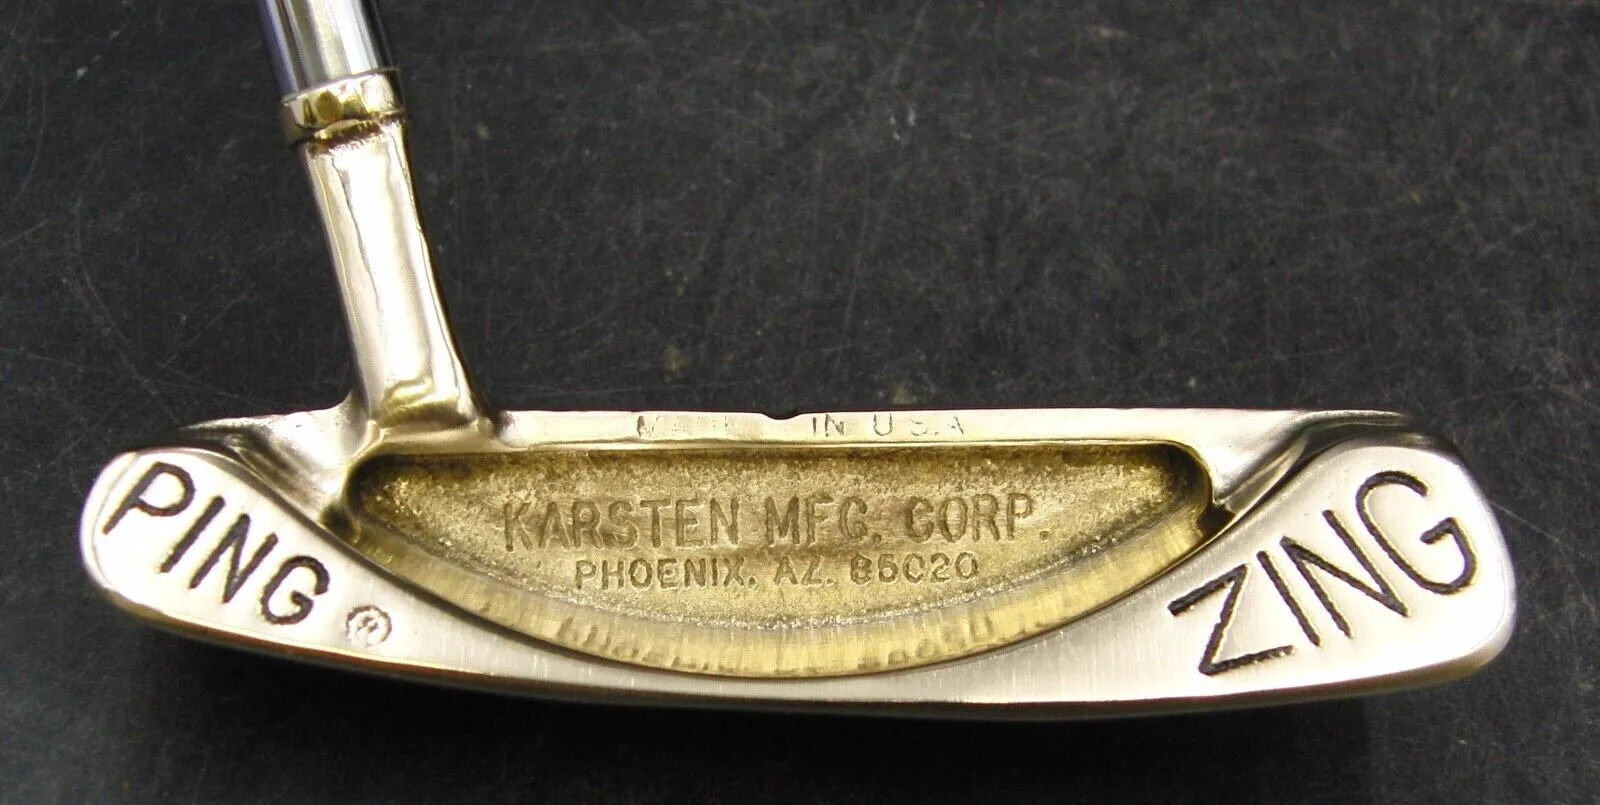 IN U.S.A
KARSTEN MFG. CORP.
PHOENIX. AZ. 85020
PING ®
ZING